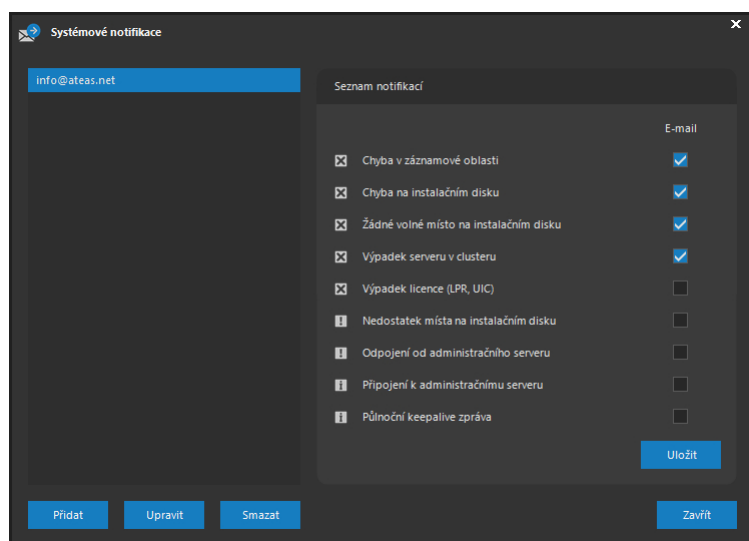 Systémové notifikace
info@ateas.net
Seznam notifikací
E-mail
Chyba v záznamové oblasti
Chyba na instalačním disku
Žádné volné místo na instalačním disku
Výpadek serveru v clusteru
Výpadek licence (LPR, UIC)
Nedostatek místa na instalačním disku
Odpojení od administračního serveru
Připojení k administračnímu serveru
Půlnoční keepalive zpráva
Uložit
Přidat Upravit Smazat Zavřít